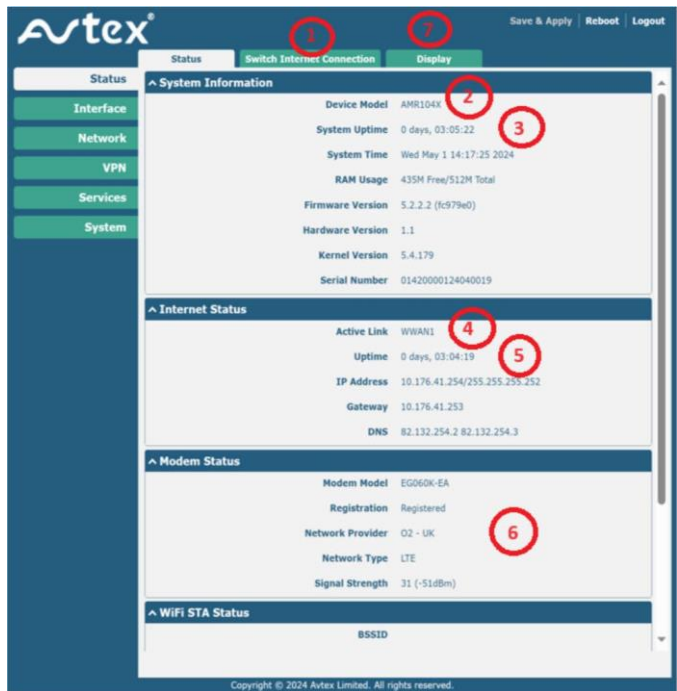 Avtex
Save & Apply | Reboot | Logout
1
7
Status
Switch Internet Connection
Display
Status
Interface
Network
VPN
Services
System
System Information
Device Model AMR104X
2
System Uptime 0 days, 03:05:22
3
System Time Wed May 1 14:17:25 2024
RAM Usage 435M Free/512M Total
Firmware Version 5.2.2.2 (fc979e0)
Hardware Version 1.1
Kernel Version 5.4.179
Serial Number 01420000124040019
Internet Status
Active Link WWAN1
4
Uptime 0 days, 03:04:19
5
IP Address 10.176.41.254/255.255.255.252
Gateway 10.176.41.253
DNS 82.132.254.2 82.132.254.3
Modem Status
Modem Model EG060K-EA
Registration Registered
Network Provider O2 - UK
6
Network Type LTE
Signal Strength 31 (-51dBm)
WiFi STA Status
BSSID
Copyright © 2024 Avtex Limited. All rights reserved.